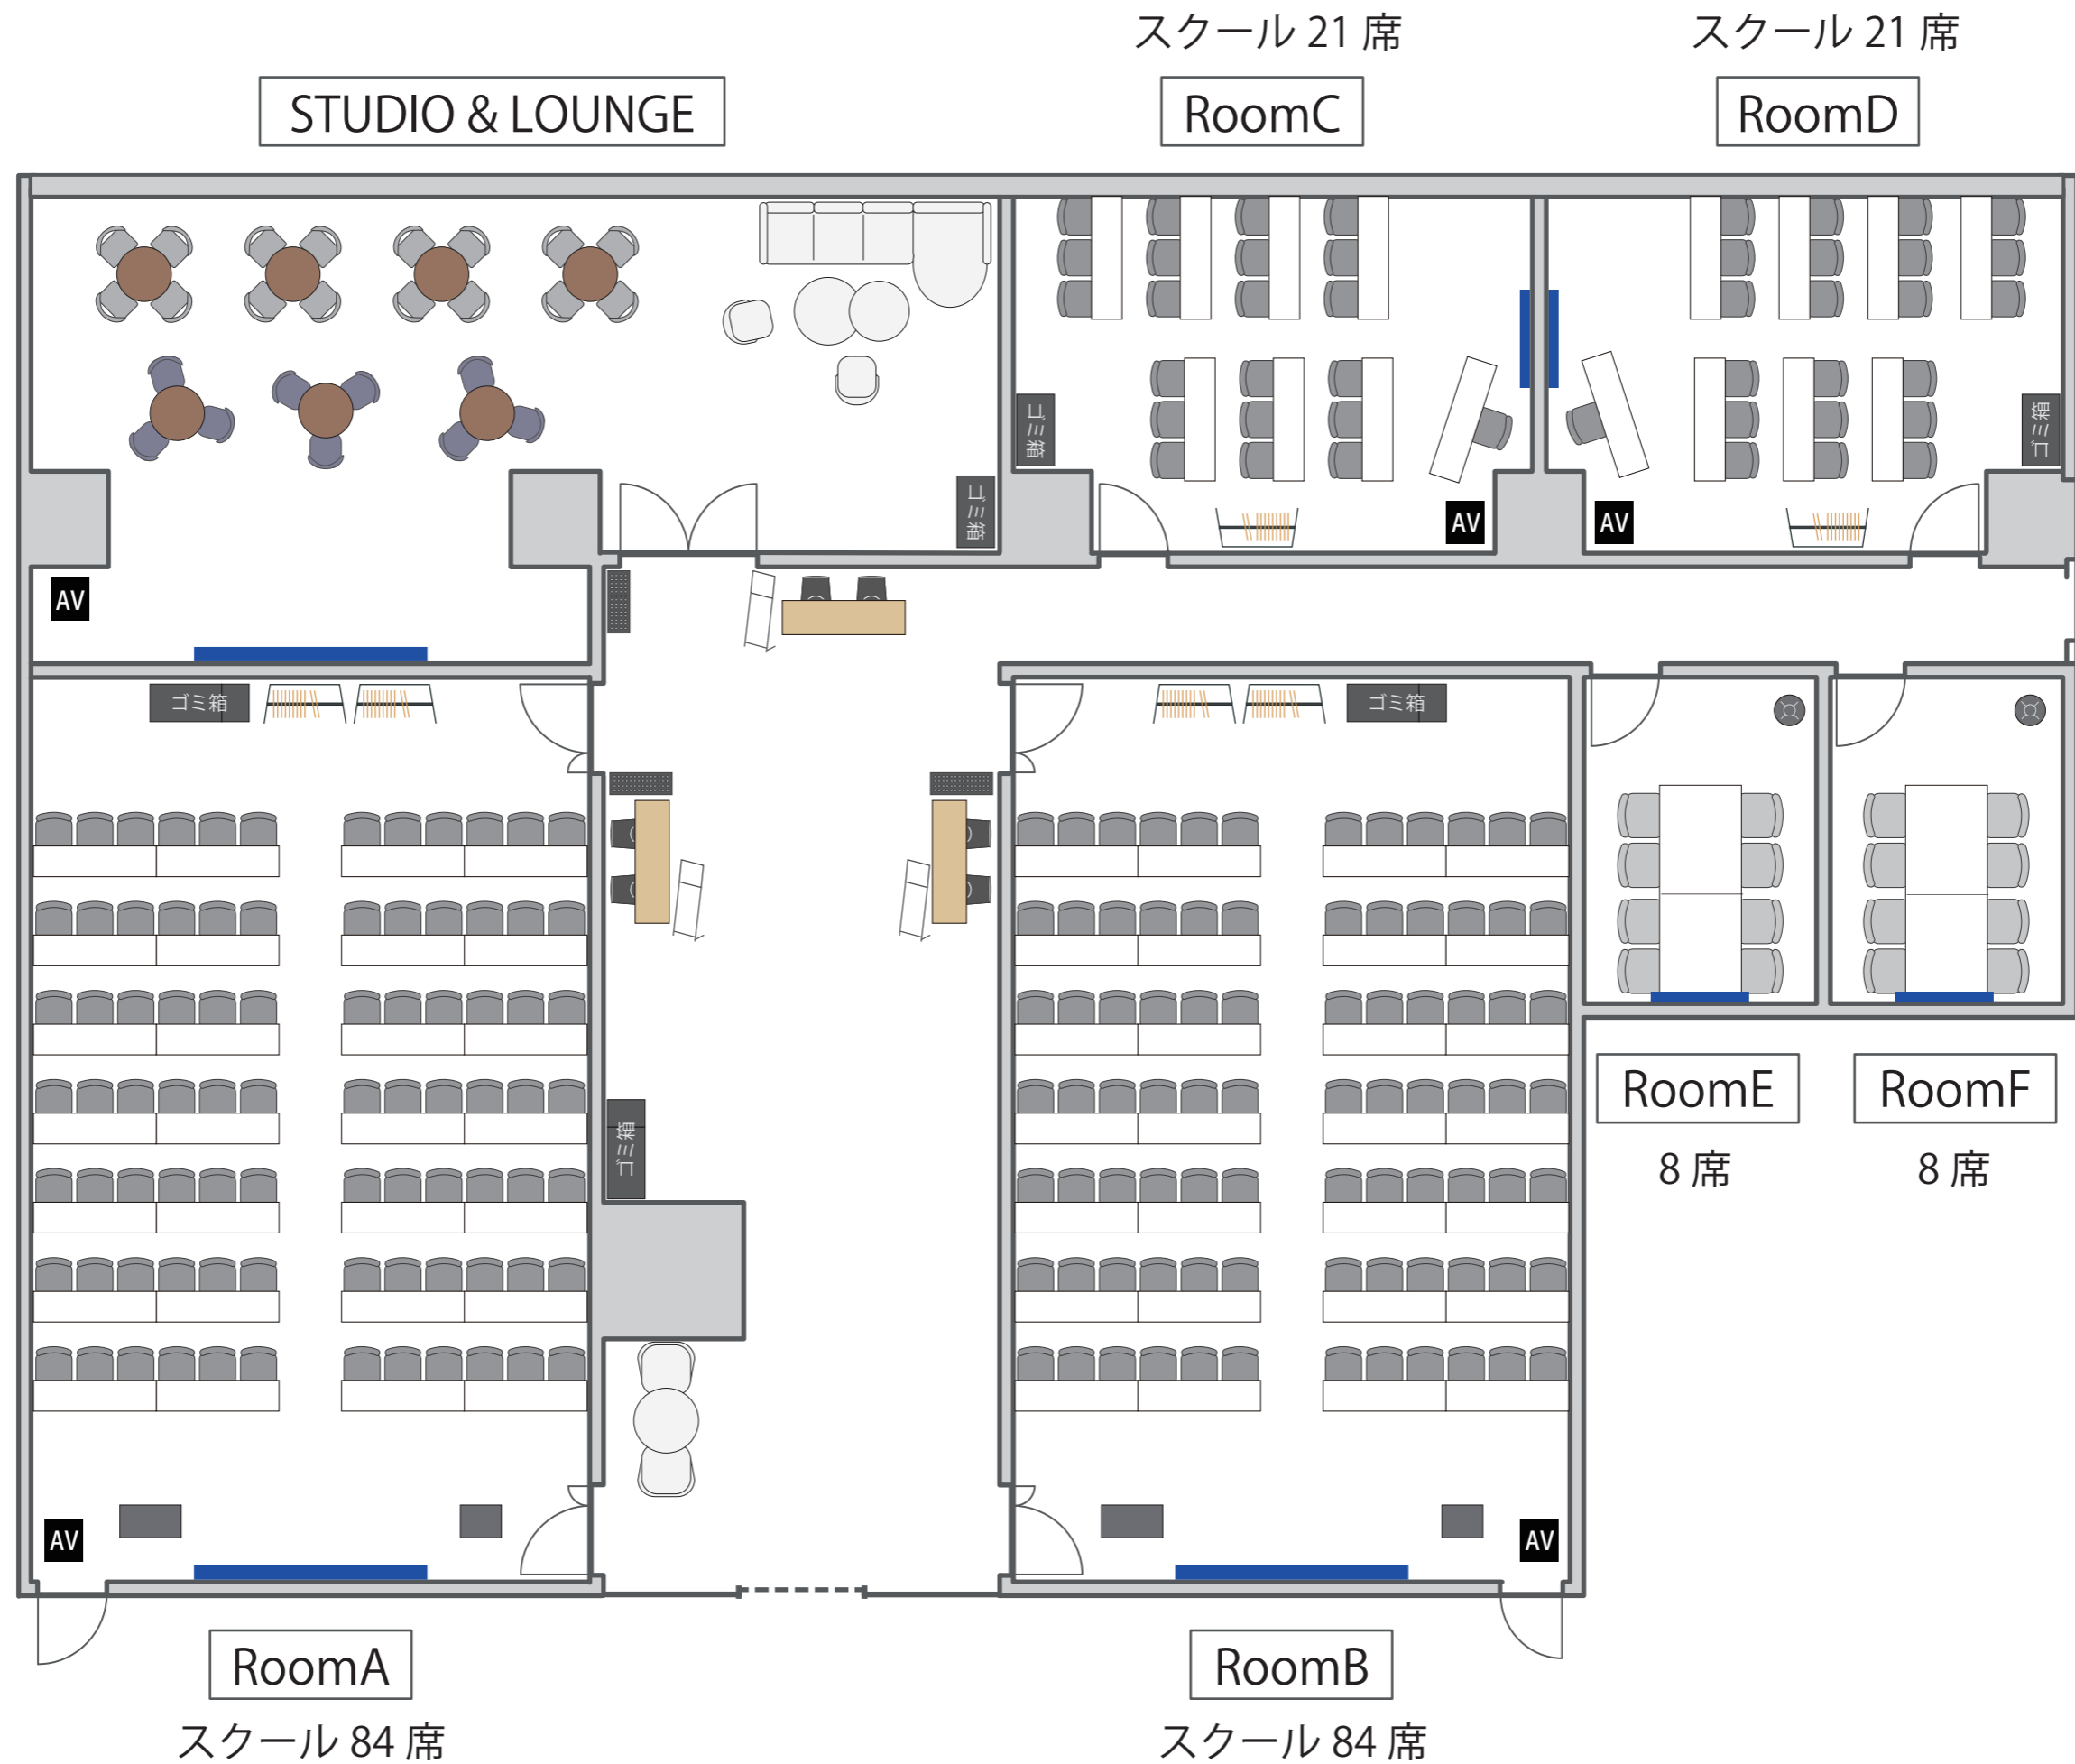 スクール 21 席
スクール 21 席
STUDIO & LOUNGE
RoomC
RoomD
ゴミ箱
ゴミ箱
ゴミ箱
AV
AV
AV
ゴミ箱
ゴミ箱
ゴミ箱
RoomE
RoomF
8 席
8 席
AV
AV
RoomA
RoomB
スクール 84 席
スクール 84 席